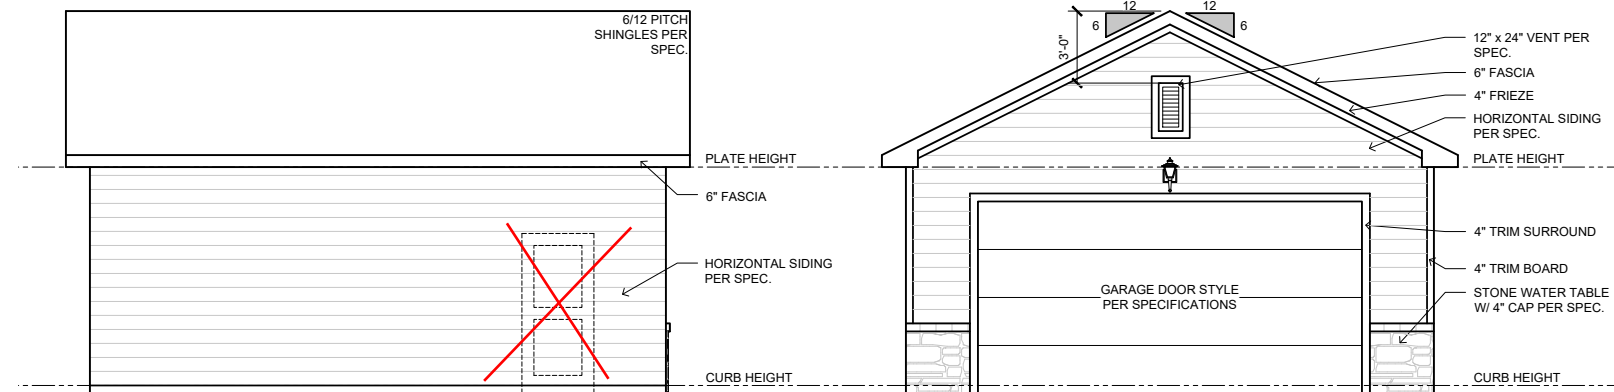 6/12 PITCH
SHINGLES PER
SPEC.
PLATE HEIGHT
6" FASCIA
HORIZONTAL SIDING
PER SPEC.
CURB HEIGHT
12
12
6
6
3'-0"
12" x 24" VENT PER
SPEC.
6" FASCIA
4" FRIEZE
HORIZONTAL SIDING
PER SPEC.
PLATE HEIGHT
4" TRIM SURROUND
4" TRIM BOARD
GARAGE DOOR STYLE
PER SPECIFICATIONS
STONE WATER TABLE
W/ 4" CAP PER SPEC.
CURB HEIGHT